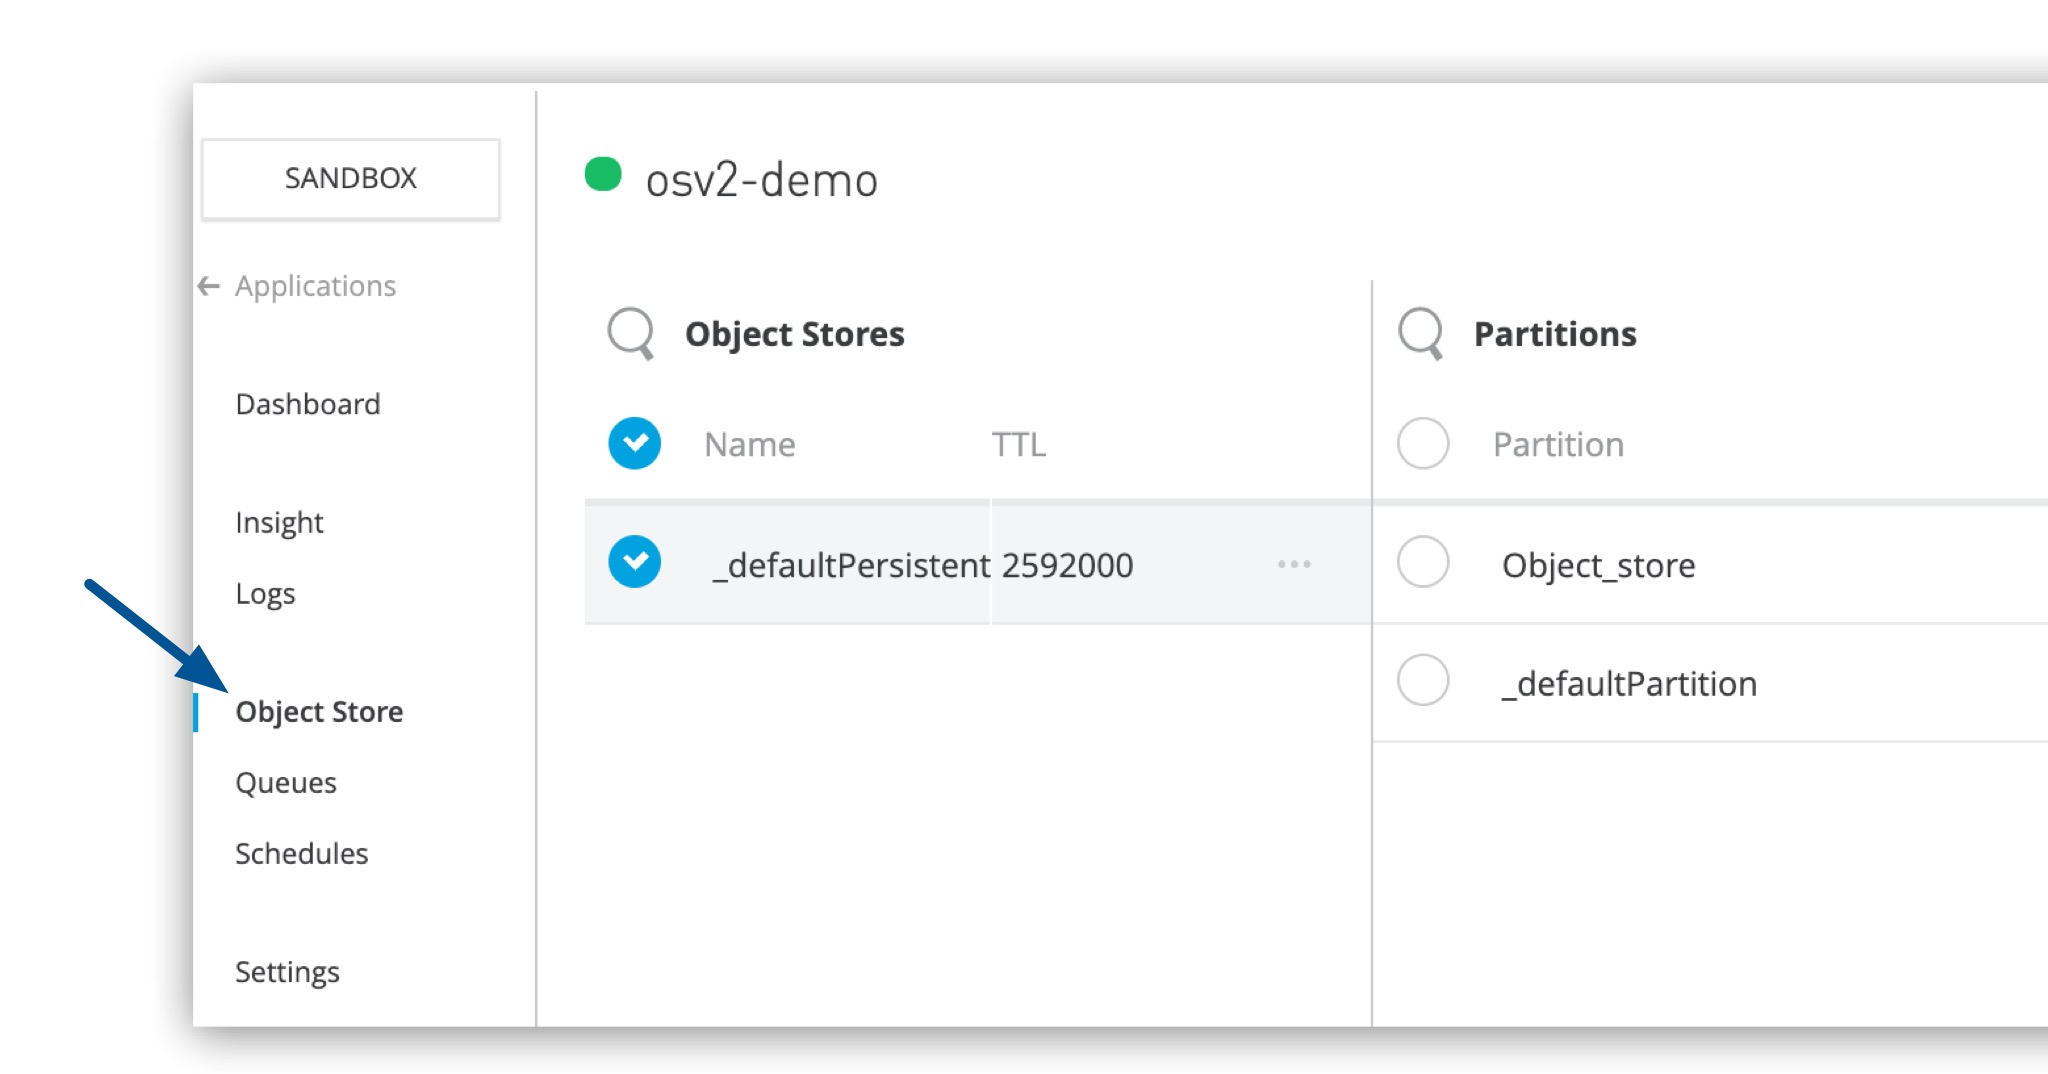 SANDBOX
Applications
Dashboard
Insight
Logs
Object Store
Queues
Schedules
Settings
osv2-demo
Object Stores
Name TTL
_defaultPersistent 2592000
Partitions
Partition
Object_store
_defaultPartition